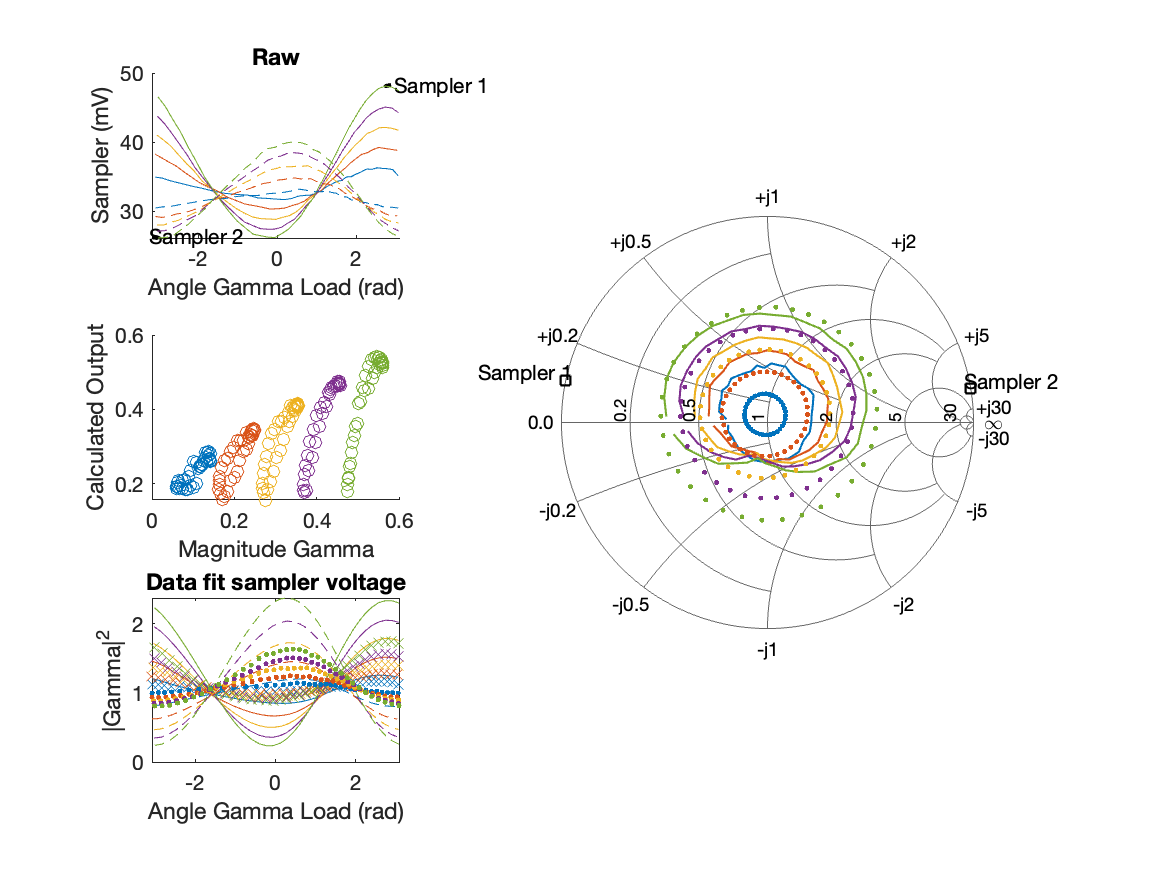 Raw
50
40
30
Sampler (mV)
Sampler 1
Sampler 2
-2
0
2
Angle Gamma Load (rad)
0.6
0.4
0.2
Calculated Output
0
0.2
0.4
0.6
Magnitude Gamma
Data fit sampler voltage
2
1
0
|Gamma|²
-2
0
2
Angle Gamma Load (rad)
+j1
+j0.5
+j2
+j0.2
+j5
Sampler 1
Sampler 2
0.0
0.2
0.5
1
2
5
30
+j30
∞
-j30
-j0.2
-j5
-j0.5
-j2
-j1